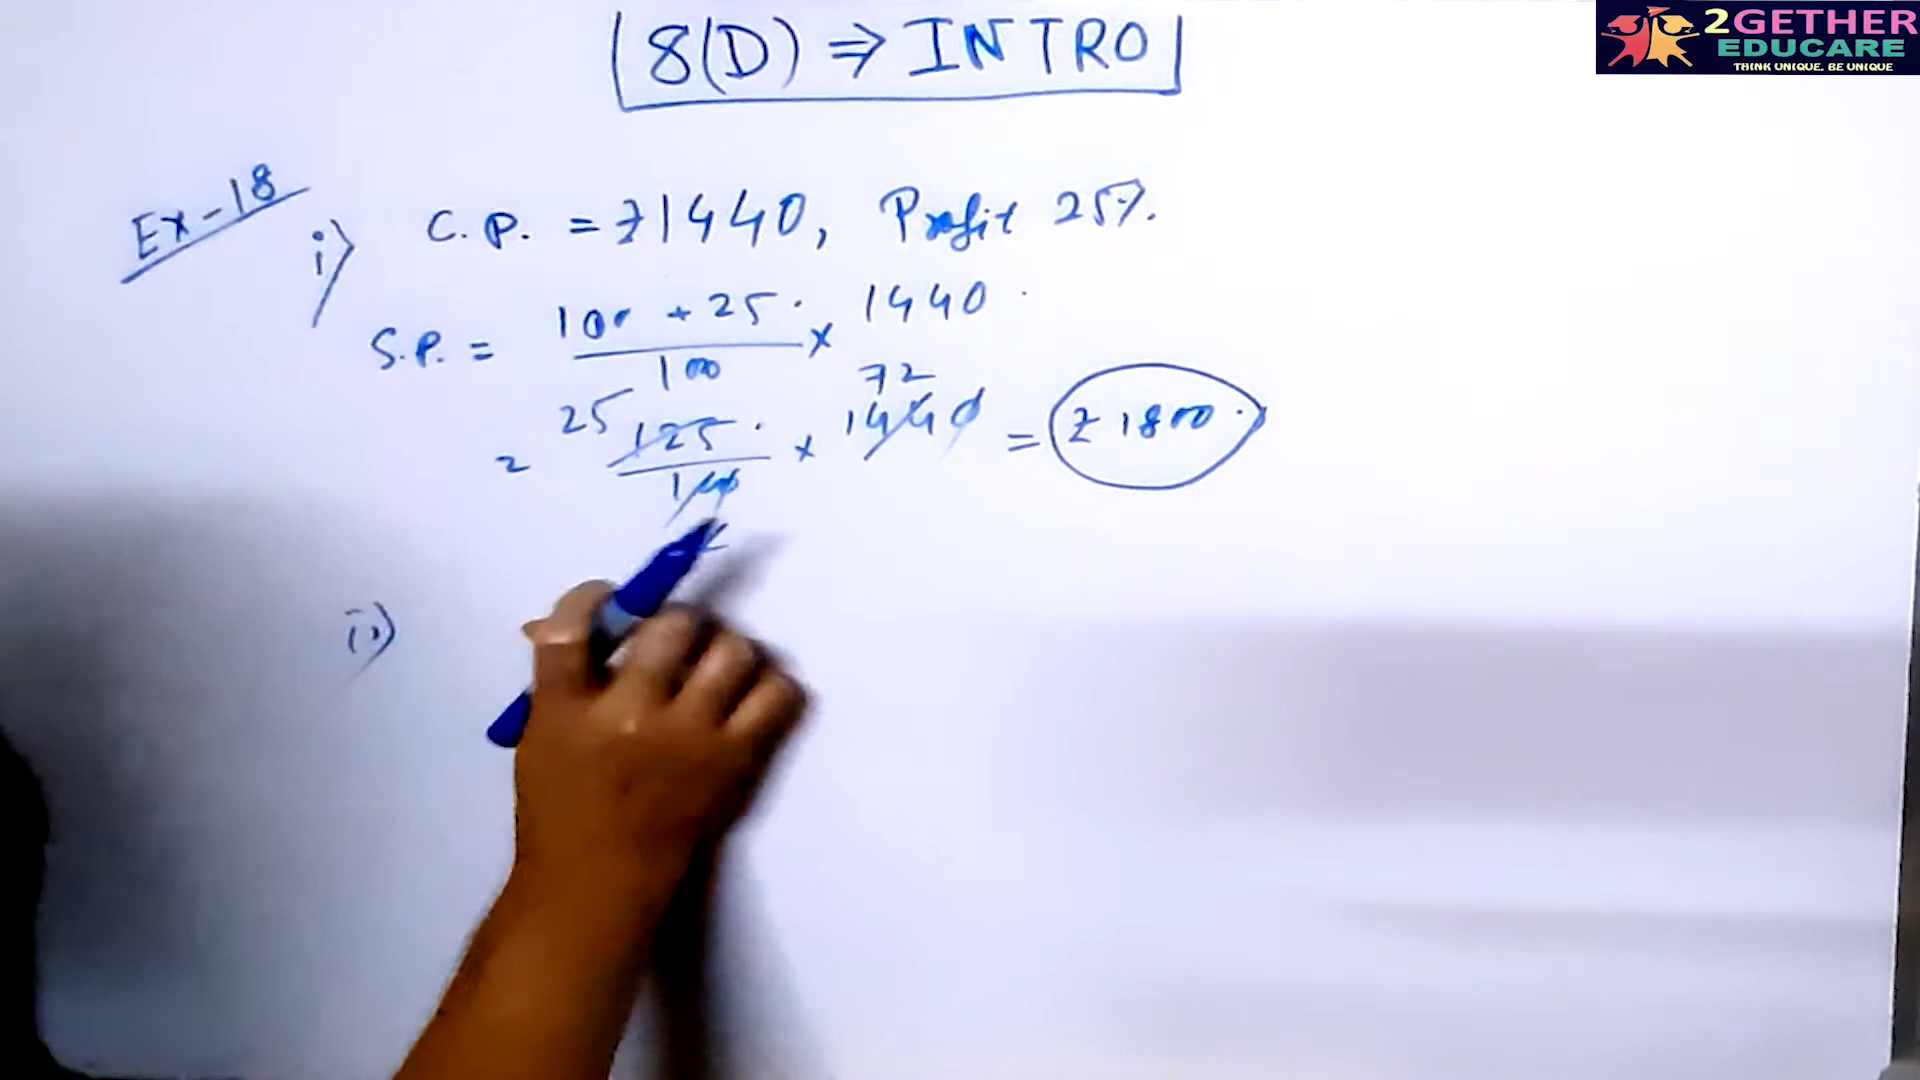 8(D) ⇒ INTRO
2GETHER
EDUCARE
THINK UNIQUE. BE UNIQUE
Ex-18
i) C.P. = ₹1440, Profit 25%.
S.P. = 100 + 25 / 100 × 1440
25 72
= 125 / 100 × 1440 = ₹1800
ii)